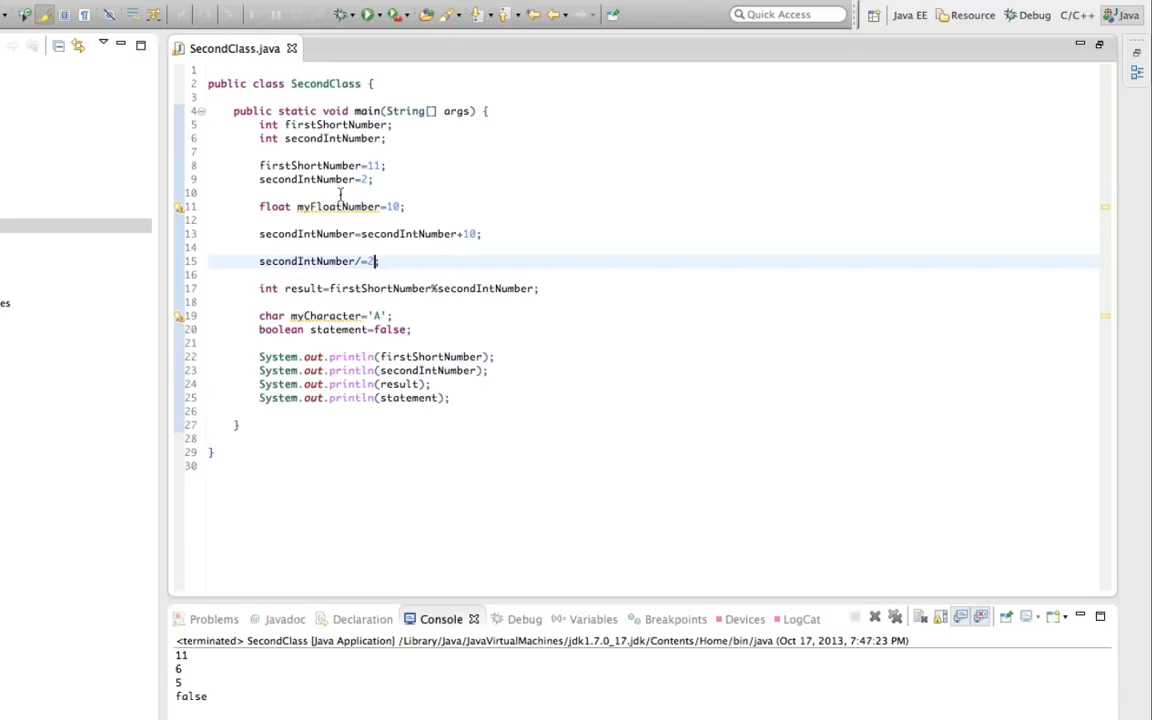 Quick Access
Java EE
Resource
Debug
C/C++
Java
SecondClass.java
1
2 public class SecondClass {
3
4 public static void main(String[] args) {
5 int firstShortNumber;
6 int secondIntNumber;
7
8 firstShortNumber=11;
9 secondIntNumber=2;
10
11 float myFloatNumber=10;
12
13 secondIntNumber=secondIntNumber+10;
14
15 secondIntNumber/=2;
16
17 int result=firstShortNumber%secondIntNumber;
18
19 char myCharacter='A';
20 boolean statement=false;
21
22 System.out.println(firstShortNumber);
23 System.out.println(secondIntNumber);
24 System.out.println(result);
25 System.out.println(statement);
26
27 }
28
29 }
30
es
Problems @ Javadoc Declaration Console Debug Variables Breakpoints Devices LogCat
<terminated> SecondClass [Java Application] /Library/Java/JavaVirtualMachines/jdk1.7.0_17.jdk/Contents/Home/bin/java (Oct 17, 2013, 7:47:23 PM)
11
6
5
false